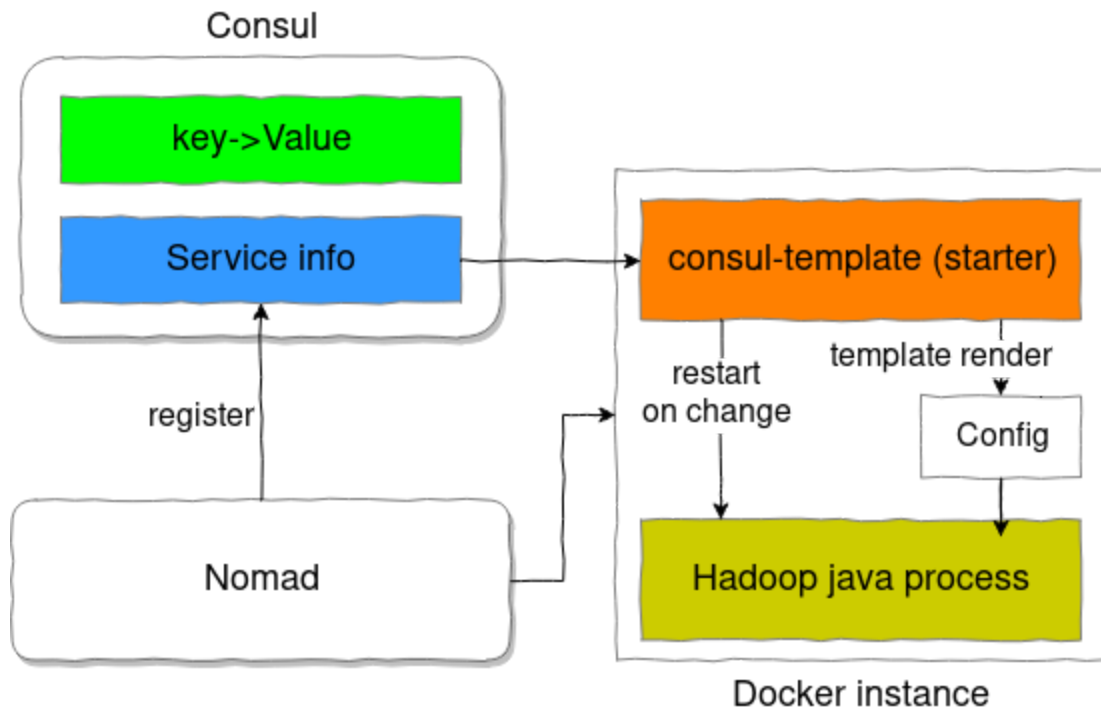 Consul
key->Value
Service info
consul-template (starter)
restart
on change
template render
register
Config
Nomad
Hadoop java process
Docker instance